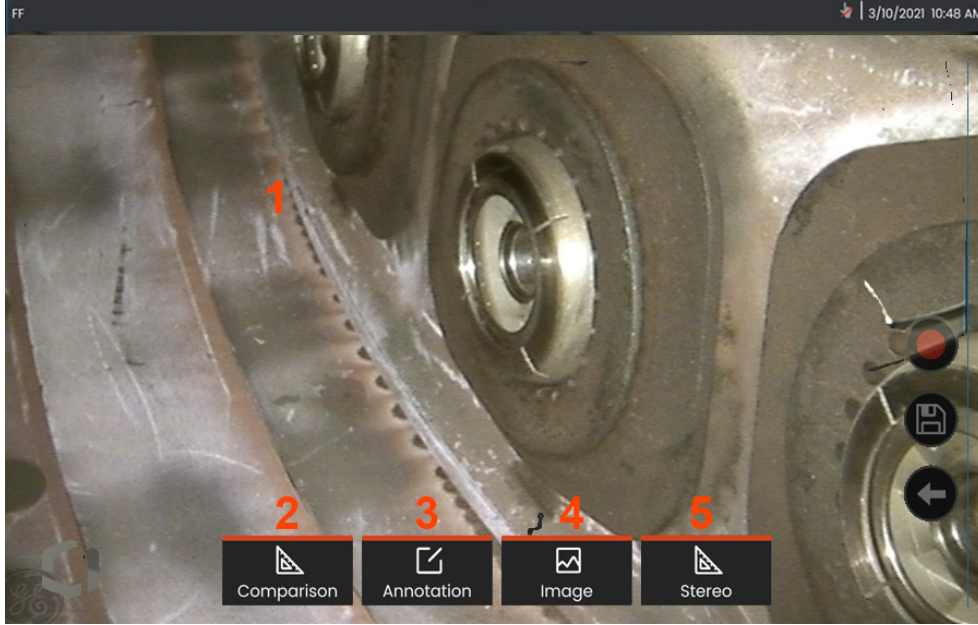 FF
3/10/2021 10:48 AM
1
2
3
4
5
Comparison
Annotation
Image
Stereo